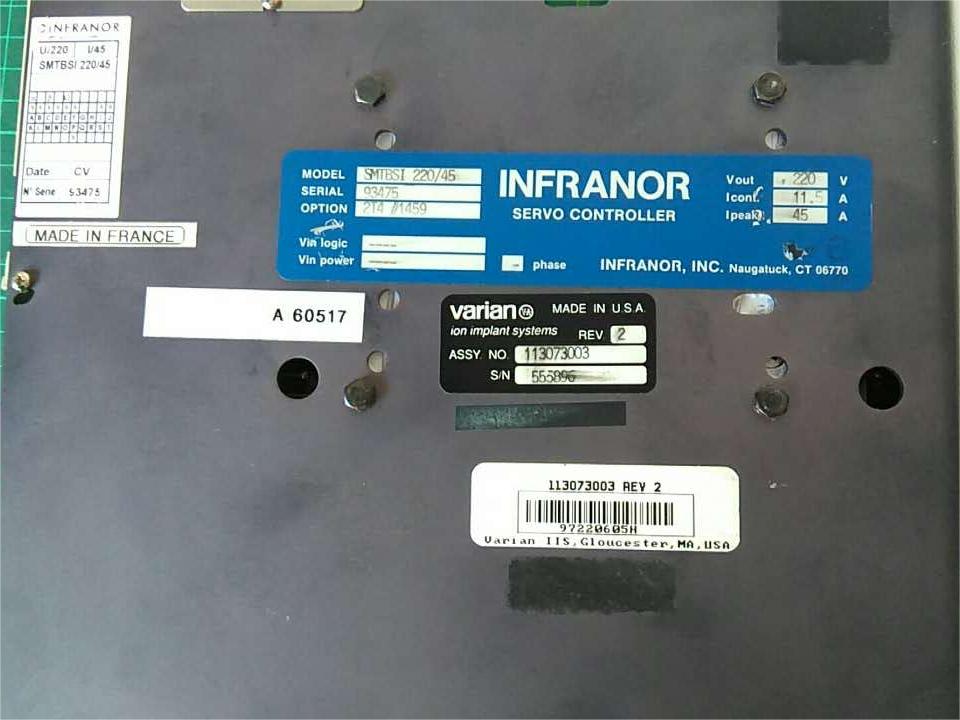 INFRANOR
U/220 I/45
SMTBSI 220/45
Date CV
N° Serie 93475
MADE IN FRANCE
MODEL SMTBSI 220/45
SERIAL 93475
OPTION 214 /1459
Vin logic
Vin power
phase
INFRANOR
SERVO CONTROLLER
Vout 220 V
Icont. 11.5 A
Ipeak 45 A
INFRANOR, INC. Naugatuck, CT 06770
A 60517
varian MADE IN U.S.A.
ion implant systems REV. 2
ASSY. NO. 113073003
S/N 555896
113073003 REV 2
97220605H
Varian IIS,Gloucester,MA,USA